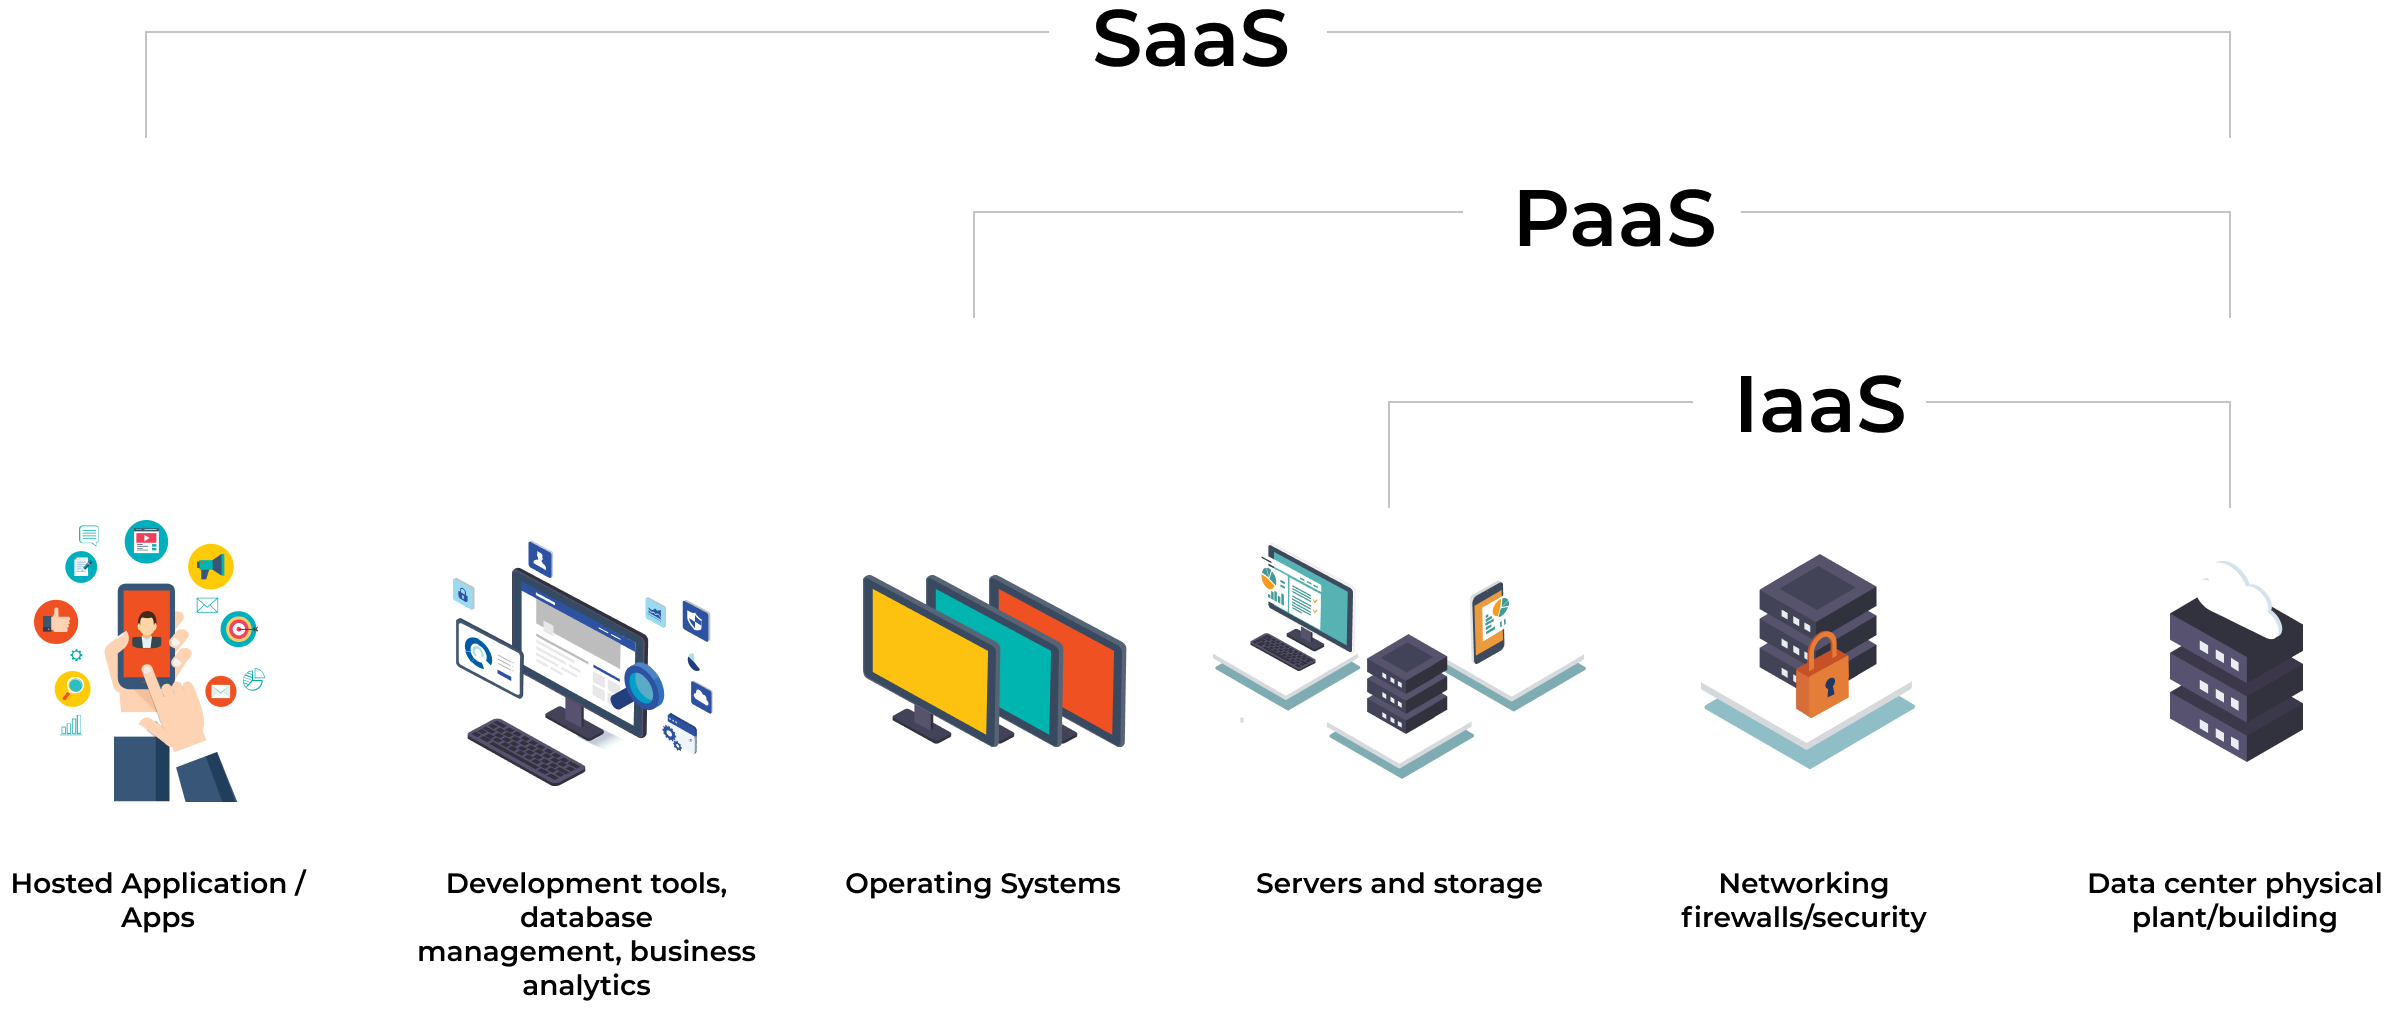 SaaS
PaaS
IaaS
Hosted Application /
Apps
Development tools,
database
management, business
analytics
Operating Systems
Servers and storage
Networking
firewalls/security
Data center physical
plant/building